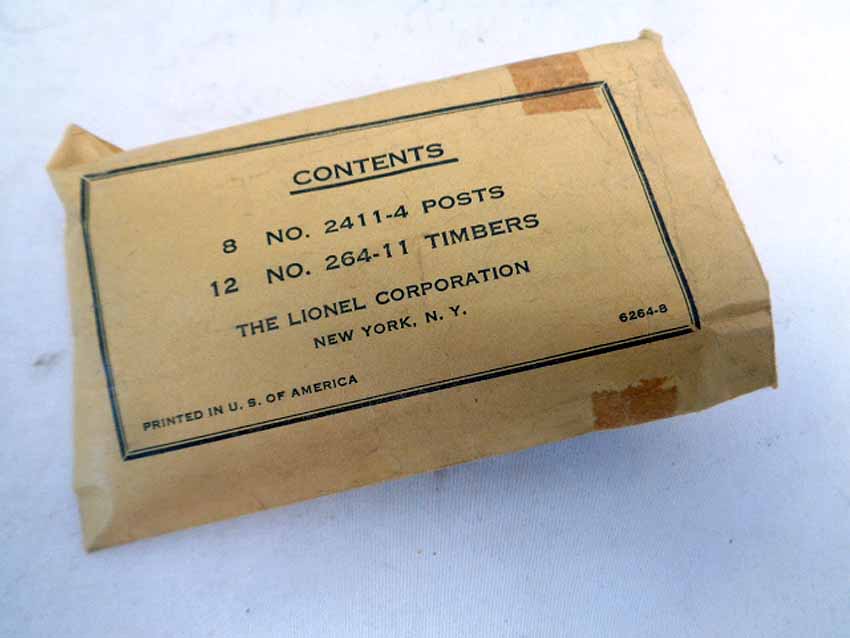 CONTENTS
8 NO. 2411-4 POSTS
12 NO. 264-11 TIMBERS
THE LIONEL CORPORATION
NEW YORK, N. Y.
6264-8
PRINTED IN U. S. OF AMERICA